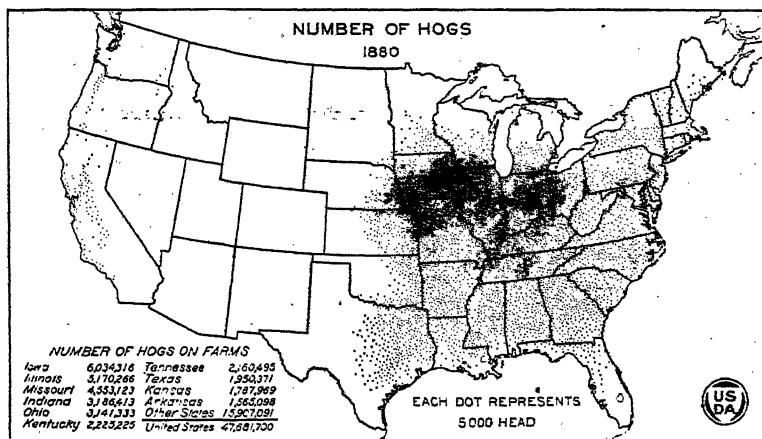 NUMBER OF HOGS
1880
NUMBER OF HOGS ON FARMS
Iowa 6,034,316 Tennessee 2,160,495
Illinois 5,170,266 Texas 1,950,371
Missouri 4,553,123 Kansas 1,787,969
Indiana 3,186,413 Arkansas 1,565,098
Ohio 3,141,333 Other States 15,907,091
Kentucky 2,225,225 United States 47,681,700
EACH DOT REPRESENTS
5000 HEAD
US
DA